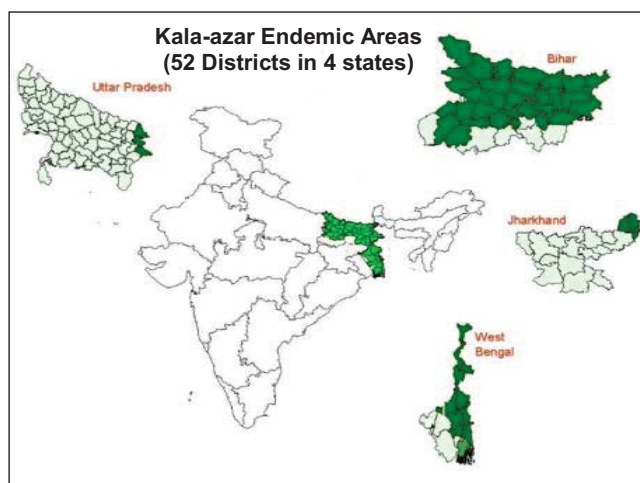 Kala-azar Endemic Areas
(52 Districts in 4 states)
Bihar
Uttar Pradesh
Jharkhand
West
Bengal